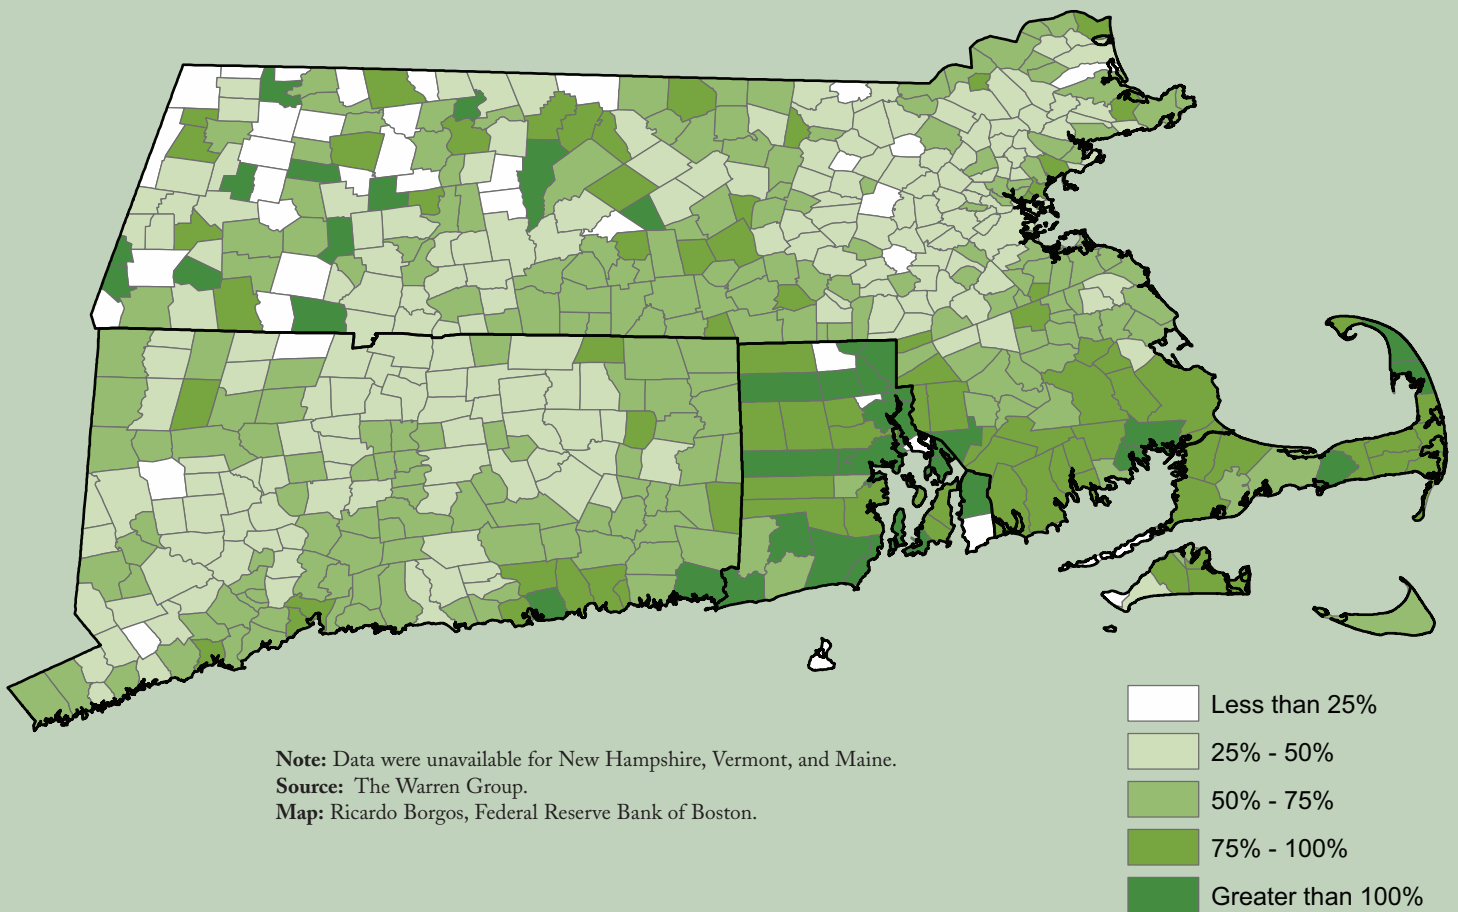 Note: Data were unavailable for New Hampshire, Vermont, and Maine.
Source: The Warren Group.
Map: Ricardo Borgos, Federal Reserve Bank of Boston.
Less than 25%
25% - 50%
50% - 75%
75% - 100%
Greater than 100%